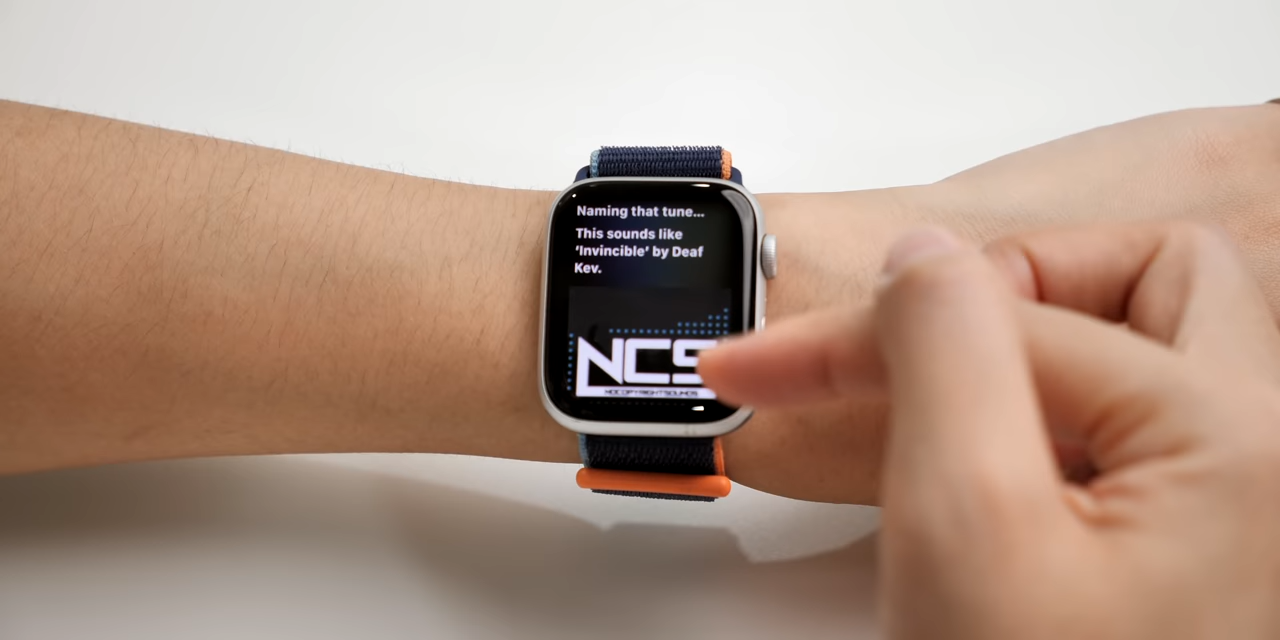 Naming that tune...
This sounds like
‘Invincible’ by Deaf
Kev.
NCS
NOCOPYRIGHTSOUNDS